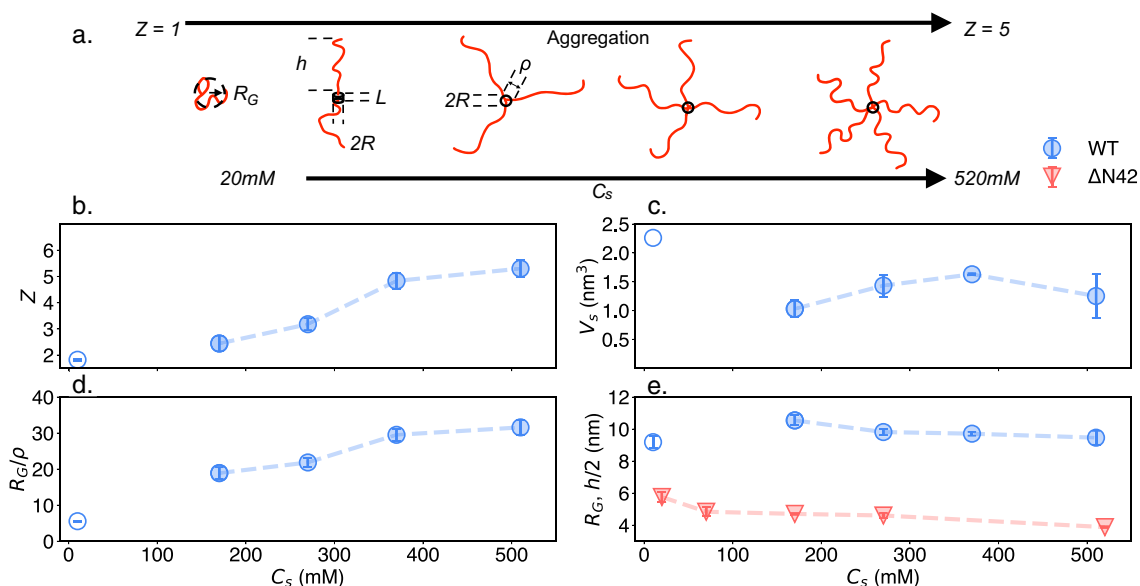 a.
Z = 1
Z = 5
Aggregation
h
ρ
R_G
L
2R
2R
20mM
520mM
C_s
WT
ΔN42
b.
Z
6
5
4
3
2
c.
V_s (nm³)
2.5
2.0
1.5
1.0
0.5
d.
R_G/ρ
40
30
20
10
0
0 100 200 300 400 500
C_s (mM)
e.
R_G, h/2 (nm)
12
10
8
6
4
0 100 200 300 400 500
C_s (mM)